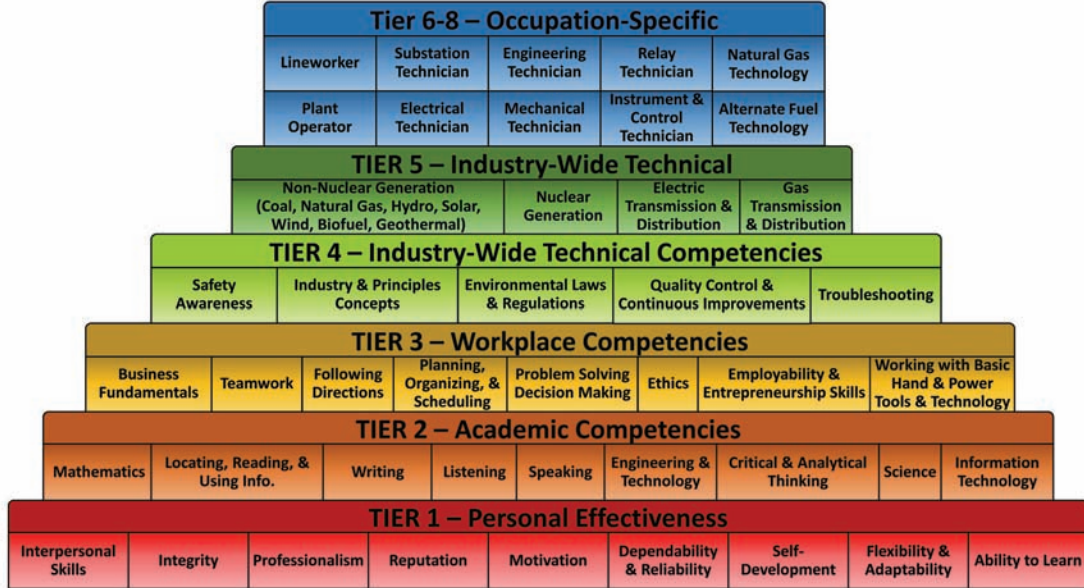 Tier 6-8 – Occupation-Specific
Lineworker
Substation
Technician
Engineering
Technician
Relay
Technician
Natural Gas
Technology
Plant
Operator
Electrical
Technician
Mechanical
Technician
Instrument &
Control
Technician
Alternate Fuel
Technology
TIER 5 – Industry-Wide Technical
Non-Nuclear Generation
(Coal, Natural Gas, Hydro, Solar,
Wind, Biofuel, Geothermal)
Nuclear
Generation
Electric
Transmission &
Distribution
Gas
Transmission
& Distribution
TIER 4 – Industry-Wide Technical Competencies
Safety
Awareness
Industry & Principles
Concepts
Environmental Laws
& Regulations
Quality Control &
Continuous Improvements
Troubleshooting
TIER 3 – Workplace Competencies
Business
Fundamentals
Teamwork
Following
Directions
Planning,
Organizing, &
Scheduling
Problem Solving
Decision Making
Ethics
Employability &
Entrepreneurship Skills
Working with Basic
Hand & Power
Tools & Technology
TIER 2 – Academic Competencies
Mathematics
Locating, Reading, &
Using Info.
Writing
Listening
Speaking
Engineering &
Technology
Critical & Analytical
Thinking
Science
Information
Technology
TIER 1 – Personal Effectiveness
Interpersonal
Skills
Integrity
Professionalism
Reputation
Motivation
Dependability
& Reliability
Self-
Development
Flexibility &
Adaptability
Ability to Learn